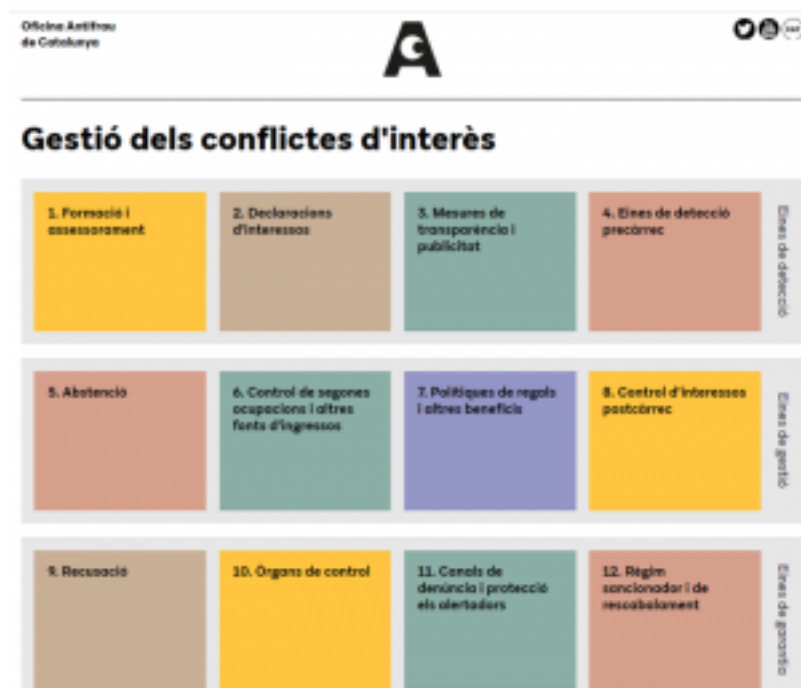 Oficina Antifrau
de Catalunya
Gestió dels conflictes d'interès
1. Formació i
assessorament
2. Declaracions
d'interessos
3. Mesures de
transparència i
publicitat
4. Eines de detecció
precàrrec
Eines de detecció
5. Abstenció
6. Control de segones
ocupacions i altres
fonts d'ingressos
7. Polítiques de regals
i altres beneficis
8. Control d'interessos
postcàrrec
Eines de gestió
9. Recusació
10. Òrgans de control
11. Canals de
denúncia i protecció
els alertadors
12. Règim
sancionador i de
rescabalament
Eines de garantia